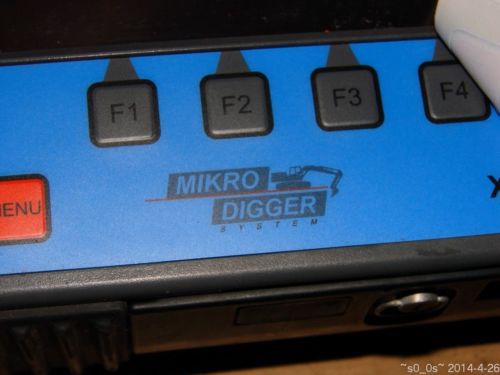 F1 F2 F3 F4
MENU
MIKRO
DIGGER
SYSTEM
X
~s0_0s~ 2014-4-26